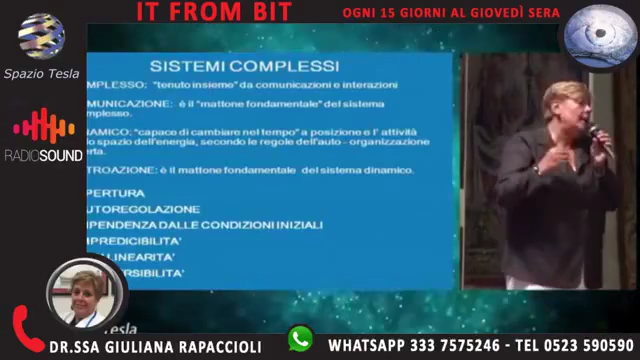 IT FROM BIT
OGNI 15 GIORNI AL GIOVEDÌ SERA
Spazio Tesla
RADIOSOUND
SISTEMI COMPLESSI
MPLESSO: "tenuto insieme" da comunicazioni e interazioni
MUNICAZIONE: è il "mattone fondamentale" del sistema
mplesso.
NAMICO: "capace di cambiare nel tempo" a posizione e l' attività
lo spazio dell'energia, secondo le regole dell'auto - organizzazione
erta.
TROAZIONE: è il mattone fondamentale del sistema dinamico.
PERTURA
UTOREGOLAZIONE
IPENDENZA DALLE CONDIZIONI INIZIALI
MPREDICIBILITA'
LINEARITA'
ERSIBILITA'
Tesla
DR.SSA GIULIANA RAPACCIOLI
WHATSAPP 333 7575246 - TEL 0523 590590